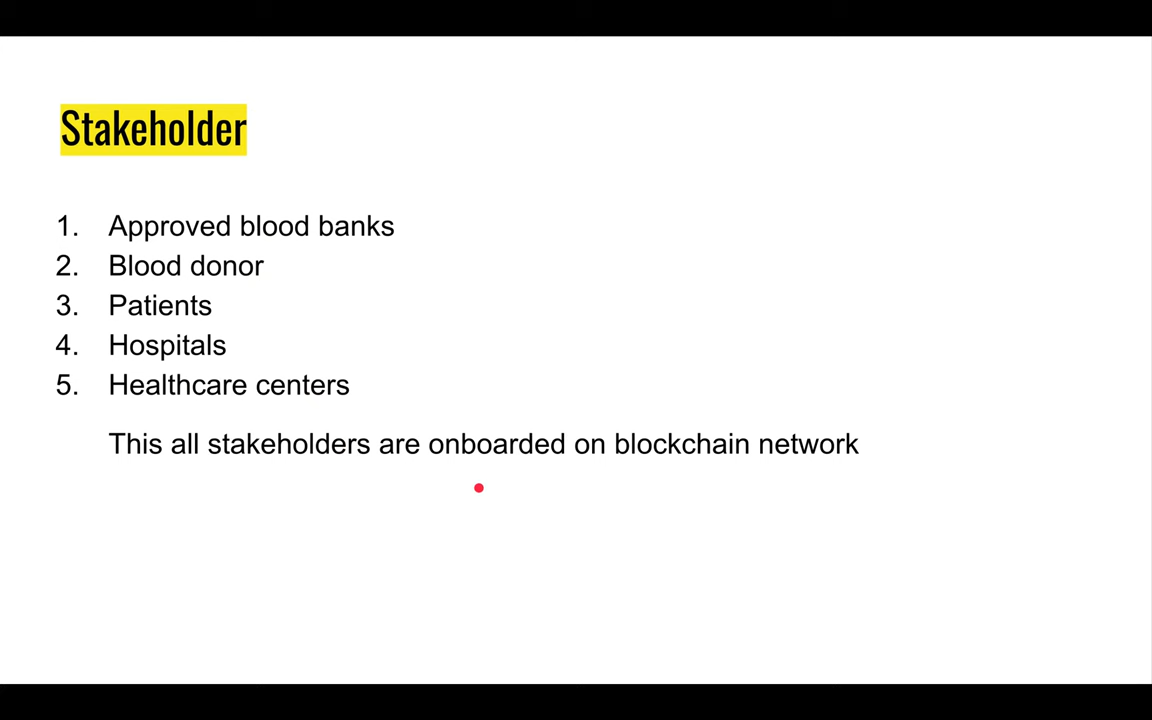 Stakeholder
1. Approved blood banks
2. Blood donor
3. Patients
4. Hospitals
5. Healthcare centers
This all stakeholders are onboarded on blockchain network